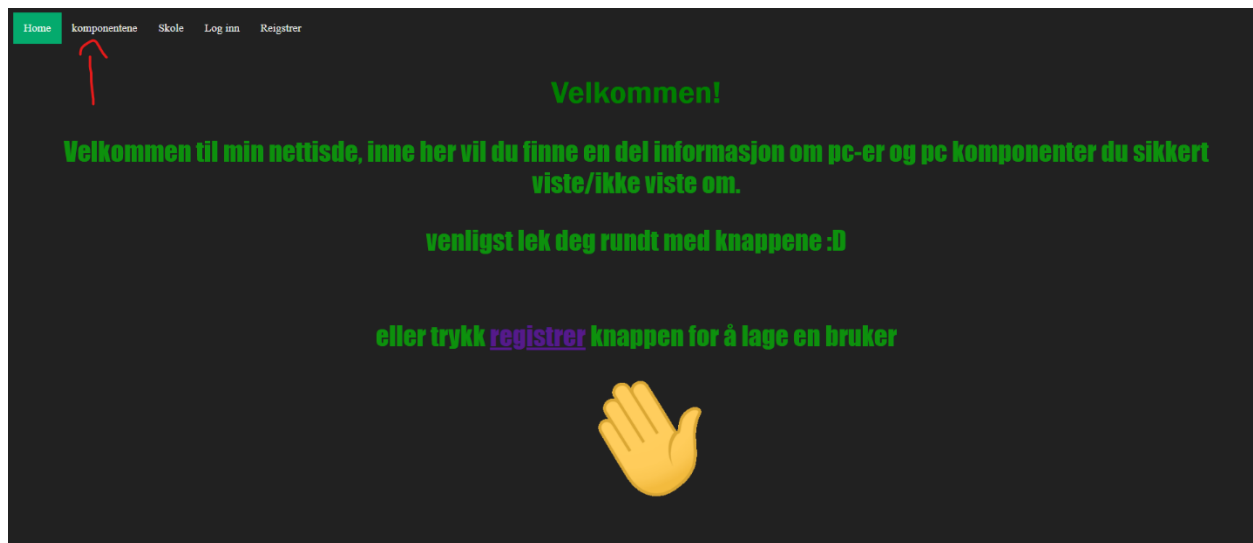 Home komponentene Skole Log inn Reigstrer
Velkommen!
Velkommen til min nettisde, inne her vil du finne en del informasjon om pc-er og pc komponenter du sikkert
viste/ikke viste om.
venligst lek deg rundt med knappene :D
eller trykk registrer knappen for å lage en bruker